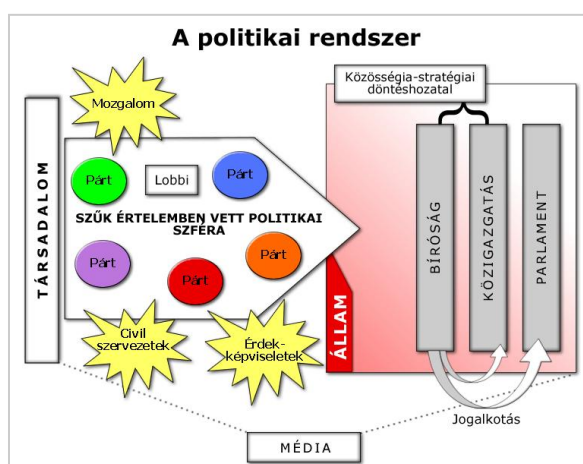 A politikai rendszer
Közösségia-stratégiai
döntéshozatal
Mozgalom
TÁRSADALOM
Párt
Lobbi
Párt
SZŰK ÉRTELEMBEN VETT POLITIKAI
SZFÉRA
Párt
Párt
Párt
Civil
szervezetek
Érdek-
képviseletek
ÁLLAM
BÍRÓSÁG
KÖZIGAZGATÁS
PARLAMENT
Jogalkotás
MÉDIA